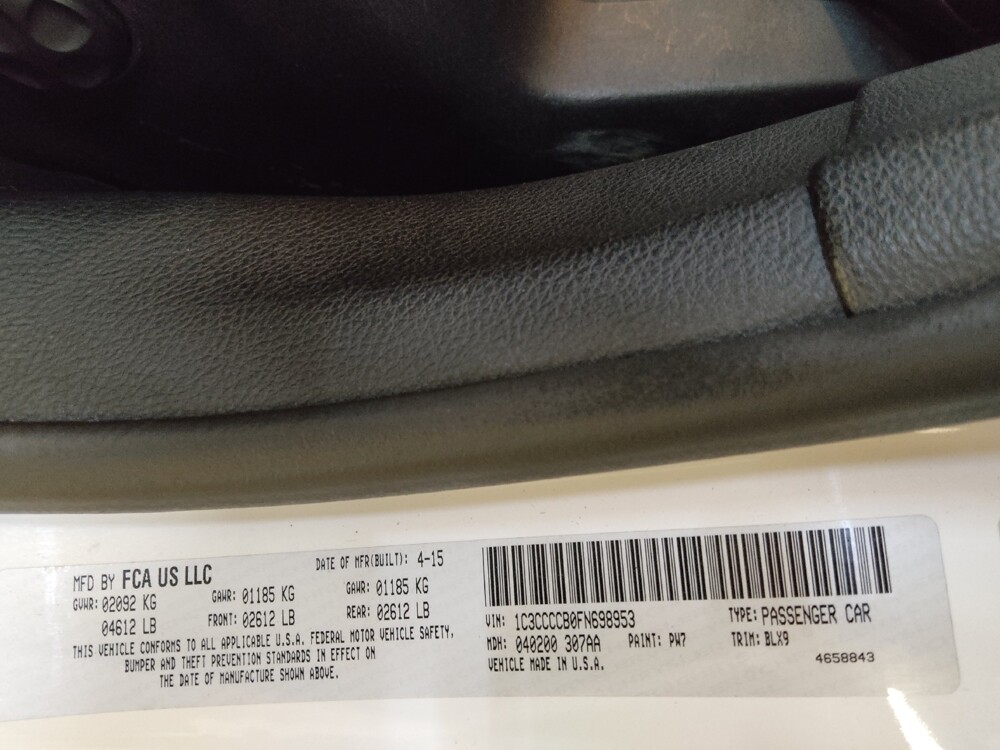 MFD BY FCA US LLC
DATE OF MFR(BUILT): 4-15
GVWR: 02092 KG
04612 LB
GAWR: 01185 KG
FRONT: 02612 LB
GAWR: 01185 KG
REAR: 02612 LB
THIS VEHICLE CONFORMS TO ALL APPLICABLE U.S.A. FEDERAL MOTOR VEHICLE SAFETY,
BUMPER AND THEFT PREVENTION STANDARDS IN EFFECT ON
THE DATE OF MANUFACTURE SHOWN ABOVE.
VIN: 1C3CCCCB0FN698953
TYPE: PASSENGER CAR
MDH: 040200 307AA PAINT: PW7 TRIM: BLX9
VEHICLE MADE IN U.S.A.
4658843